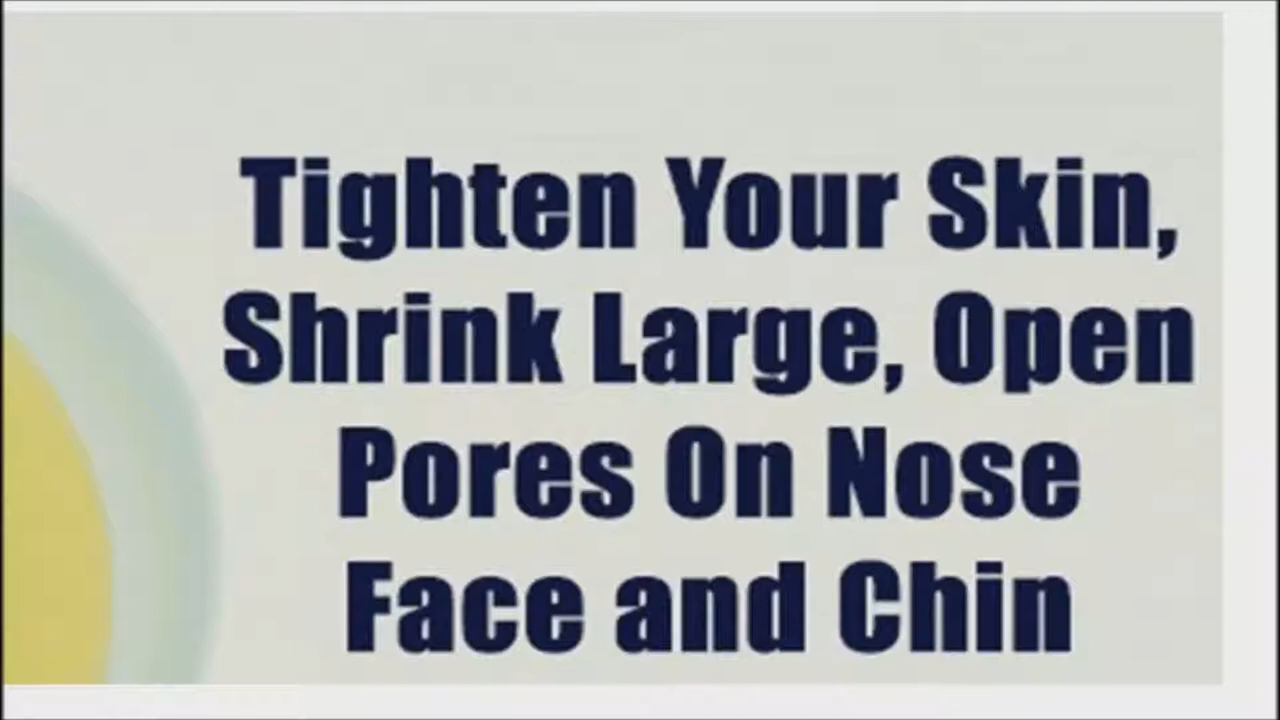 Tighten Your Skin,
Shrink Large, Open
Pores On Nose
Face and Chin